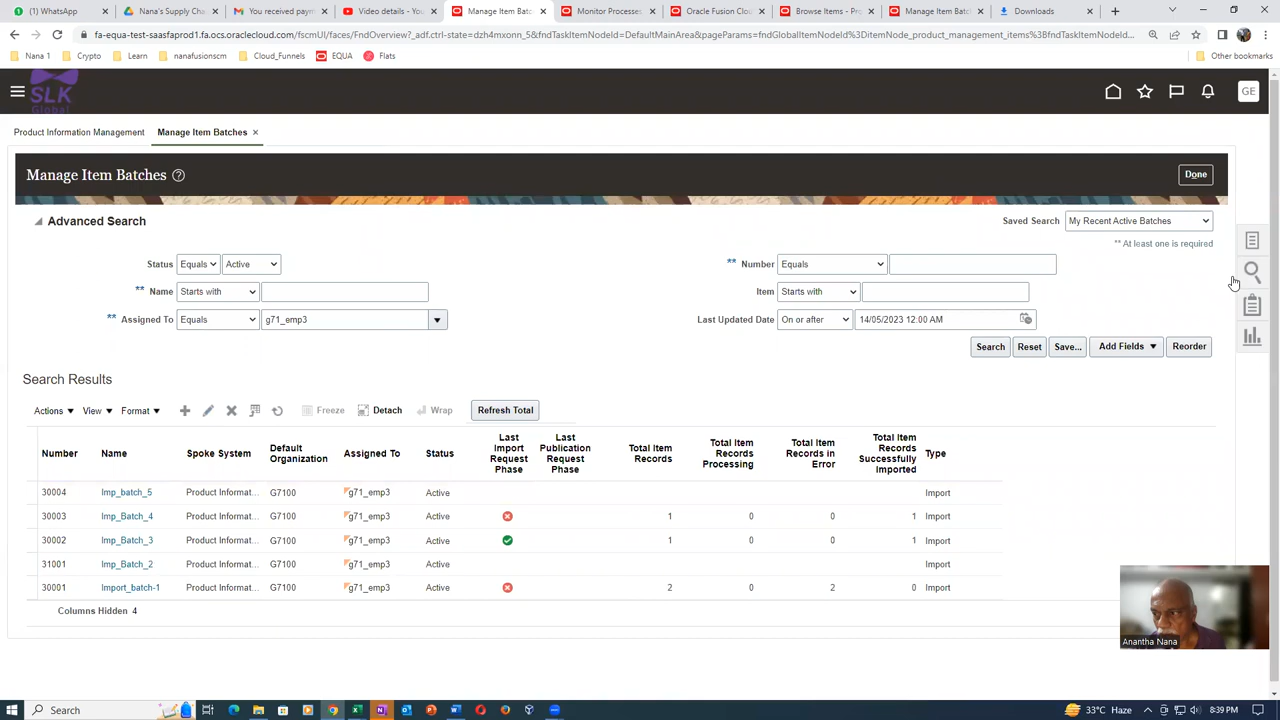 (1) WhatsApp
Nana's Supply Cha
You received paym
Video details - You
Manage Item Batc
Monitor Processes
Oracle Fusion Clou
Browse Items - Pro
Manage Item Batc
Downloads
fa-equa-test-saasfaprod1.fa.ocs.oraclecloud.com/fscmUI/faces/FndOverview?_adf.ctrl-state=dzh4mxonn_5&fndTaskItemNodeId=DefaultMainArea&pageParams=fndGlobalItemNodeId%3DitemNode_product_management_items%3BfndTaskItemNodeId%3D...
Nana 1
Crypto
Learn
nanafusionscm
Cloud_Funnels
EQUA
Flats
Other bookmarks
SLK
Global
GE
Product Information Management
Manage Item Batches
Manage Item Batches
Done
Advanced Search
Saved Search My Recent Active Batches
** At least one is required
Status Equals Active
** Number Equals
** Name Starts with
Item Starts with
** Assigned To Equals g71_emp3
Last Updated Date On or after 14/05/2023 12:00 AM
Search Reset Save... Add Fields Reorder
Search Results
Actions View Format Freeze Detach Wrap Refresh Total
Number Name Spoke System Default Organization Assigned To Status Last Import Request Phase Last Publication Request Phase Total Item Records Total Item Records Processing Total Item Records in Error Total Item Records Successfully Imported Type
30004 Imp_batch_5 Product Informat... G7100 g71_emp3 Active Import
30003 Imp_Batch_4 Product Informat... G7100 g71_emp3 Active 1 0 0 1 Import
30002 Imp_Batch_3 Product Informat... G7100 g71_emp3 Active 1 0 0 1 Import
31001 Imp_Batch_2 Product Informat... G7100 g71_emp3 Active Import
30001 Import_batch-1 Product Informat... G7100 g71_emp3 Active 2 0 2 0 Import
Columns Hidden 4
Anantha Nana
Search
33°C Haze
ENG
8:39 PM